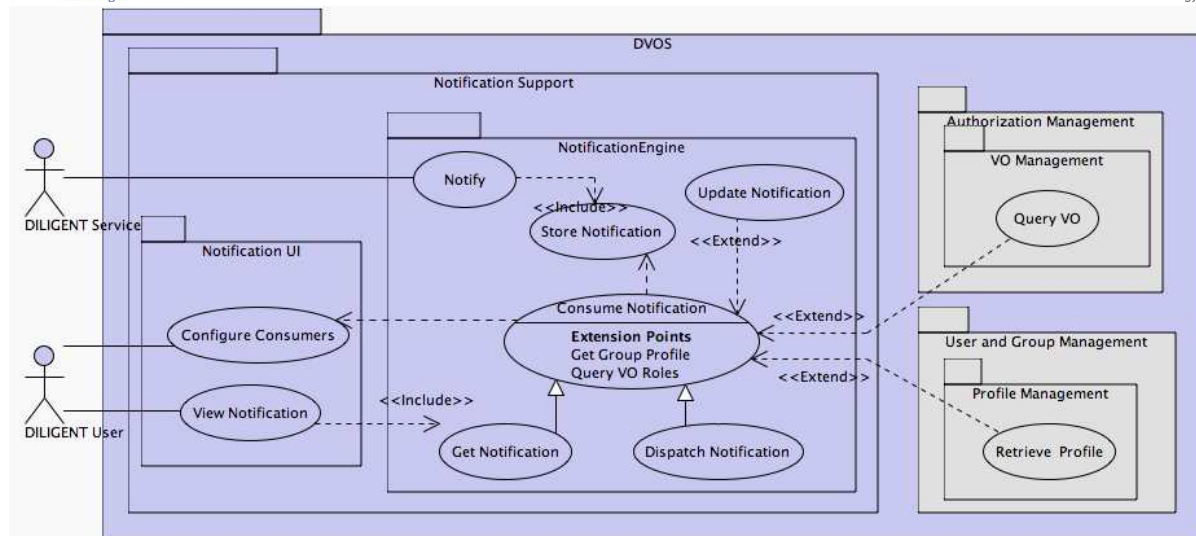 DVOS
Notification Support
Authorization Management
NotificationEngine
VO Management
Notify
Update Notification
<<Include>>
Query VO
DILIGENT Service
Store Notification
<<Extend>>
Notification UI
Consume Notification
<<Extend>>
Configure Consumers
Extension Points
User and Group Management
Get Group Profile
Query VO Roles
<<Extend>>
Profile Management
<<Include>>
View Notification
DILIGENT User
Get Notification
Dispatch Notification
Retrieve Profile